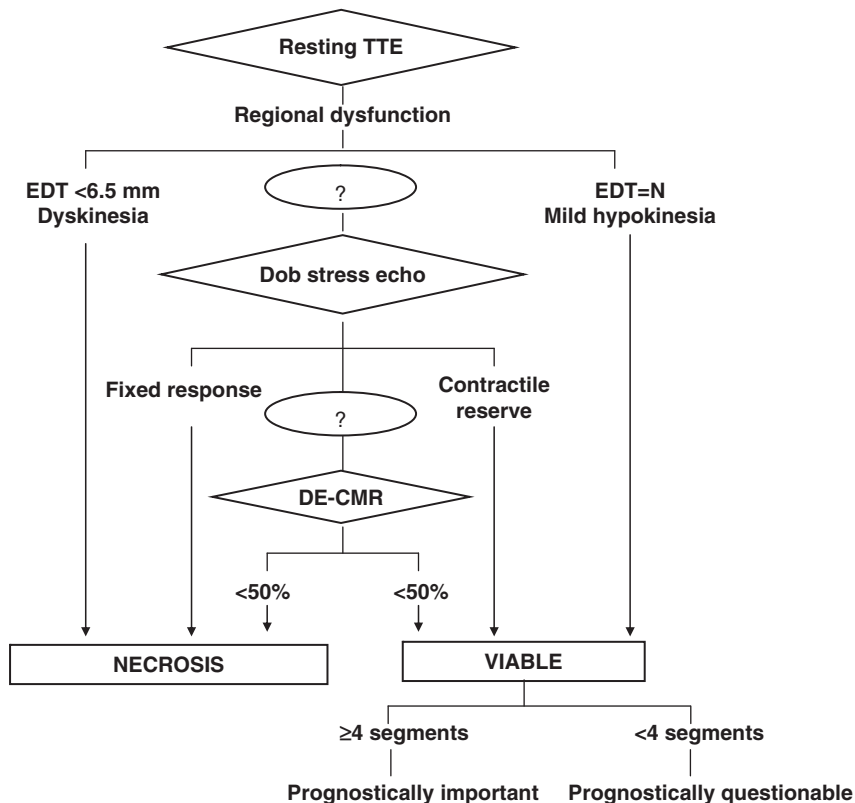 Resting TTE
Regional dysfunction
EDT <6.5 mm
Dyskinesia
?
EDT=N
Mild hypokinesia
Dob stress echo
Fixed response
?
Contractile
reserve
DE-CMR
<50%
<50%
NECROSIS
VIABLE
≥4 segments
<4 segments
Prognostically important
Prognostically questionable